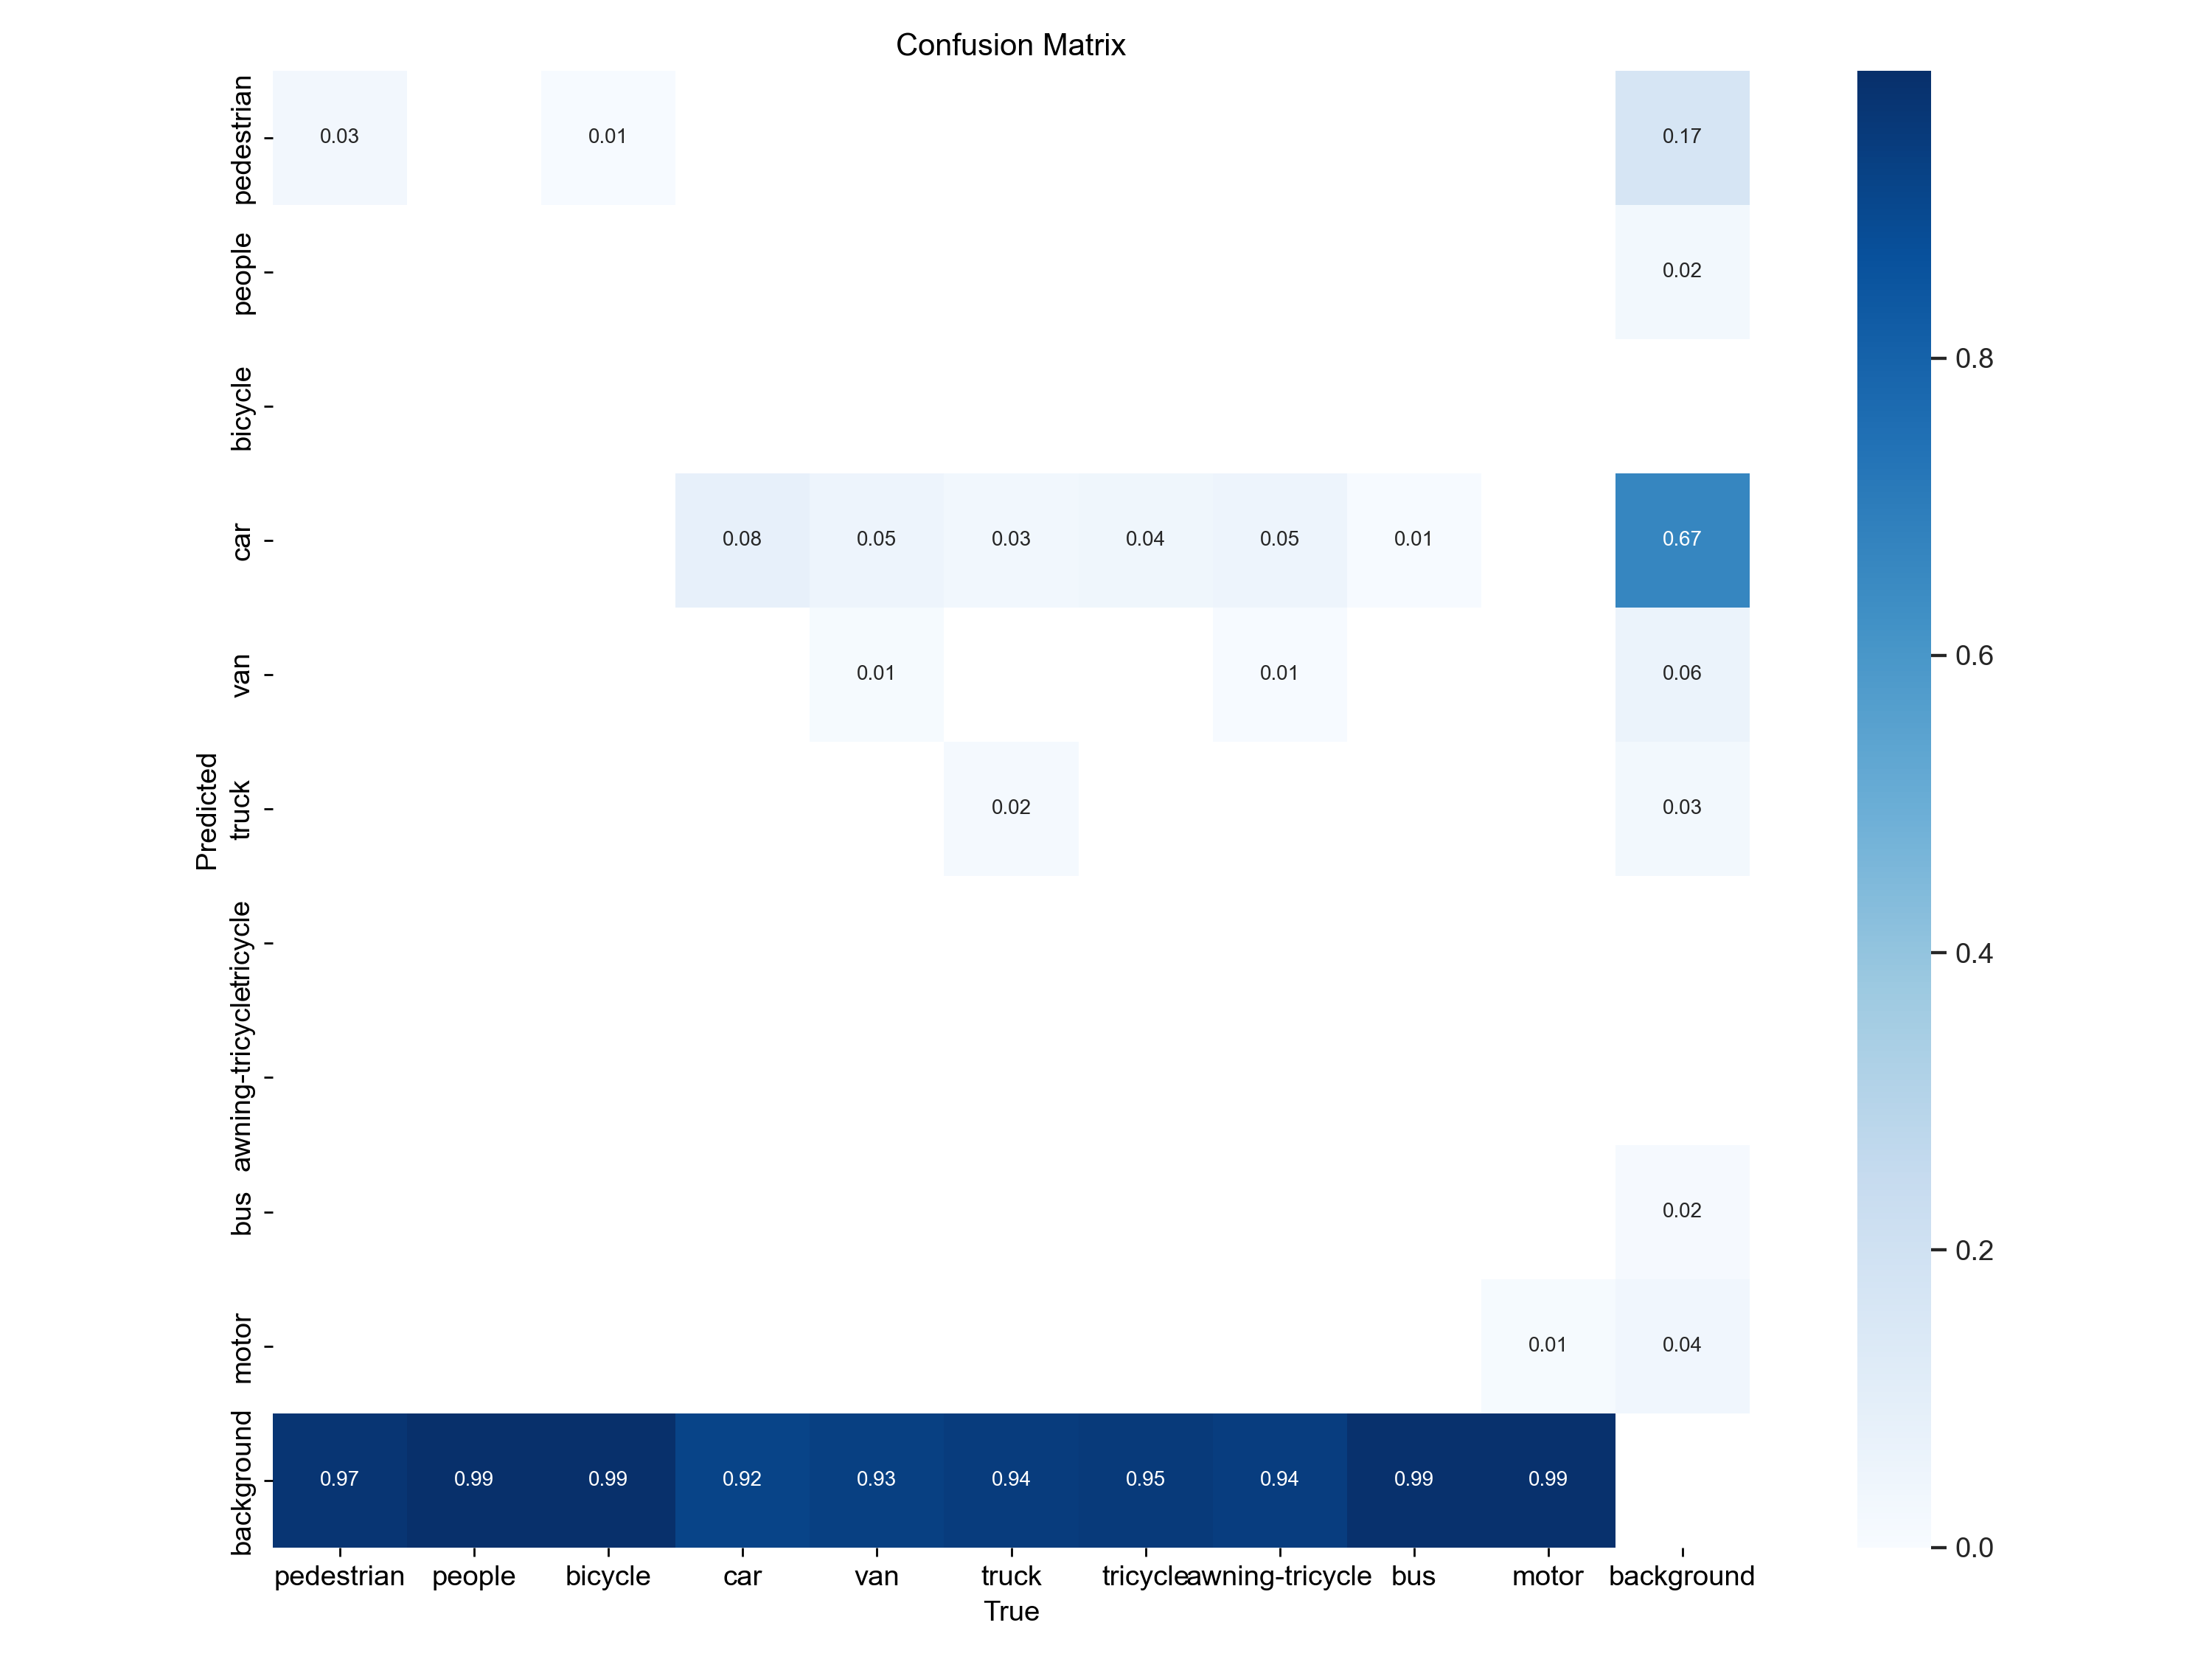 Confusion Matrix
pedestrian
0.03
0.01
0.17
people
0.02
bicycle
car
0.08
0.05
0.03
0.04
0.05
0.01
0.67
van
0.01
0.01
0.06
Predicted
truck
0.02
0.03
tricycle
awning-tricycle
bus
0.02
motor
0.01
0.04
background
0.97
0.99
0.99
0.92
0.93
0.94
0.95
0.94
0.99
0.99
pedestrian
people
bicycle
car
van
truck
tricycle
awning-tricycle
bus
motor
background
True
0.8
0.6
0.4
0.2
0.0